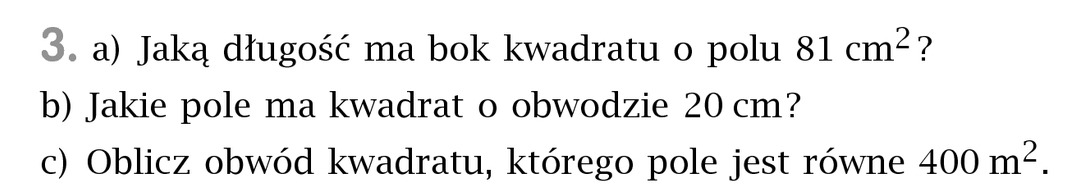 3. a) Jaką długość ma bok kwadratu o polu 81 cm²?
b) Jakie pole ma kwadrat o obwodzie 20 cm?
c) Oblicz obwód kwadratu, którego pole jest równe 400 m².